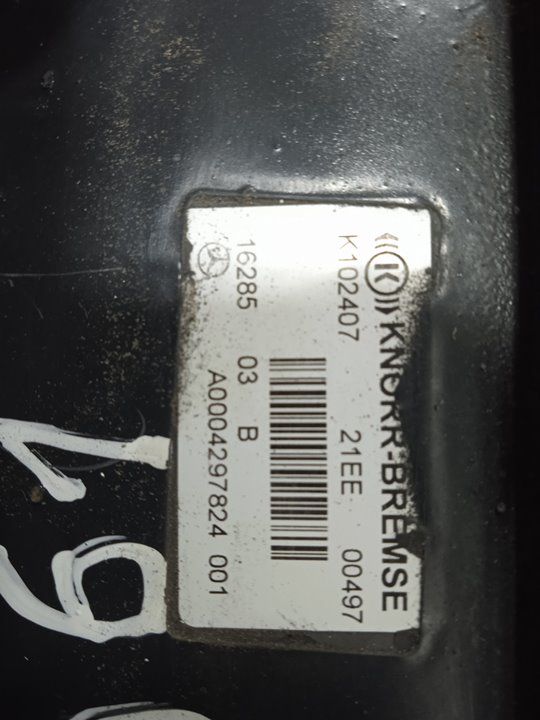 KNORR-BREMSE
K102407 21EE 00497
16285 03 B
A0004297824 001